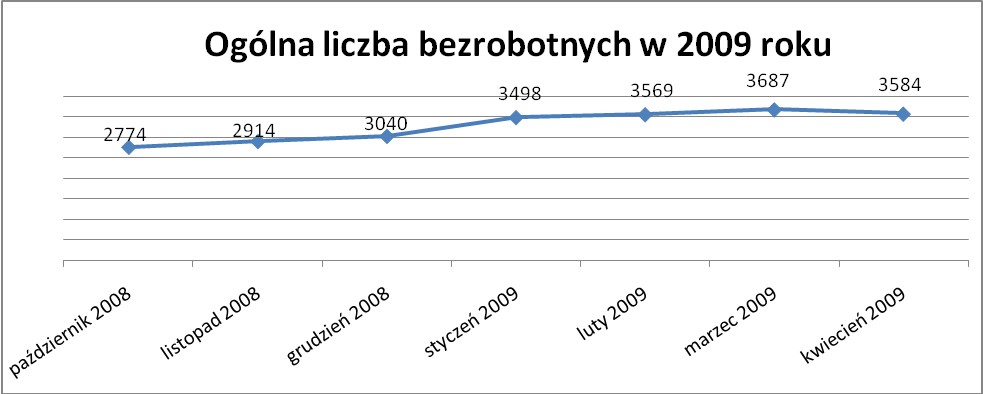 Ogólna liczba bezrobotnych w 2009 roku
2774
2914
3040
3498
3569
3687
3584
październik 2008
listopad 2008
grudzień 2008
styczeń 2009
luty 2009
marzec 2009
kwiecień 2009